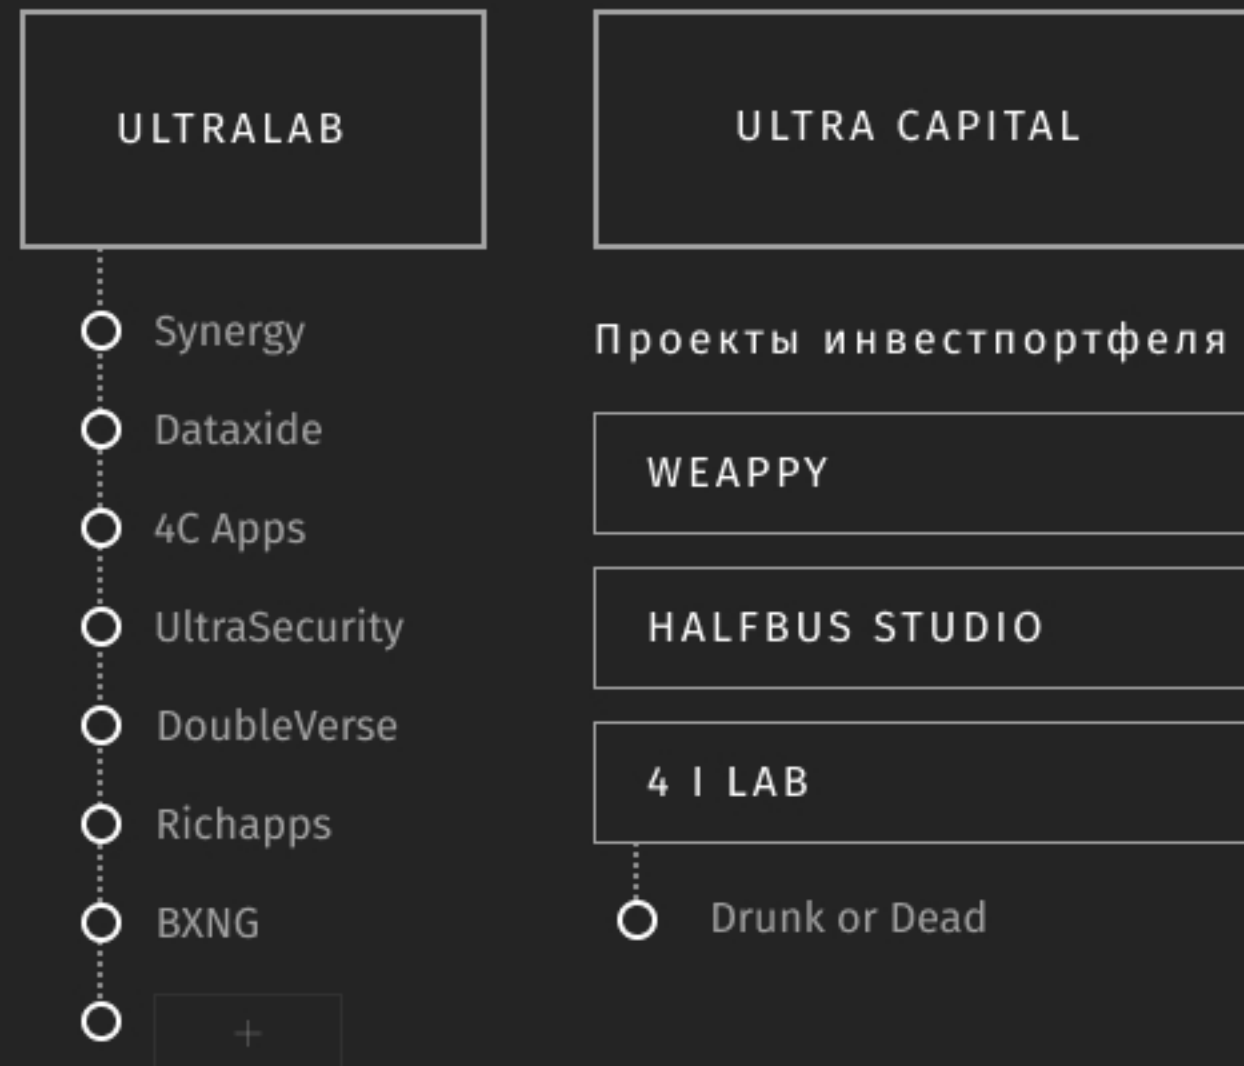 ULTRALAB
Synergy
Dataxide
4C Apps
UltraSecurity
DoubleVerse
Richapps
BXNG
+
ULTRA CAPITAL
Проекты инвестпортфеля
WEAPPY
HALFBUS STUDIO
4 I LAB
Drunk or Dead